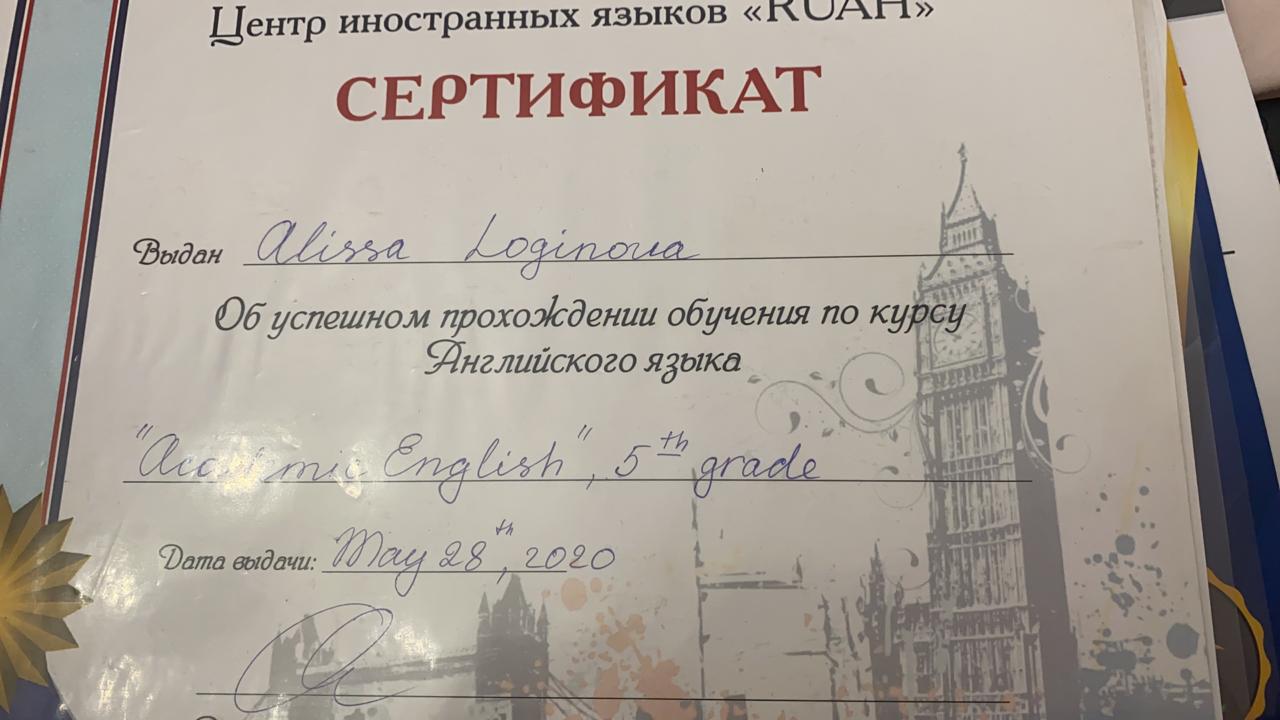 Центр иностранных языков «RUAH»
СЕРТИФИКАТ
Выдан Alissa Loginova
Об успешном прохождении обучения по курсу
Английского языка
"Academic English", 5th grade
Дата выдачи: May 28th, 2020